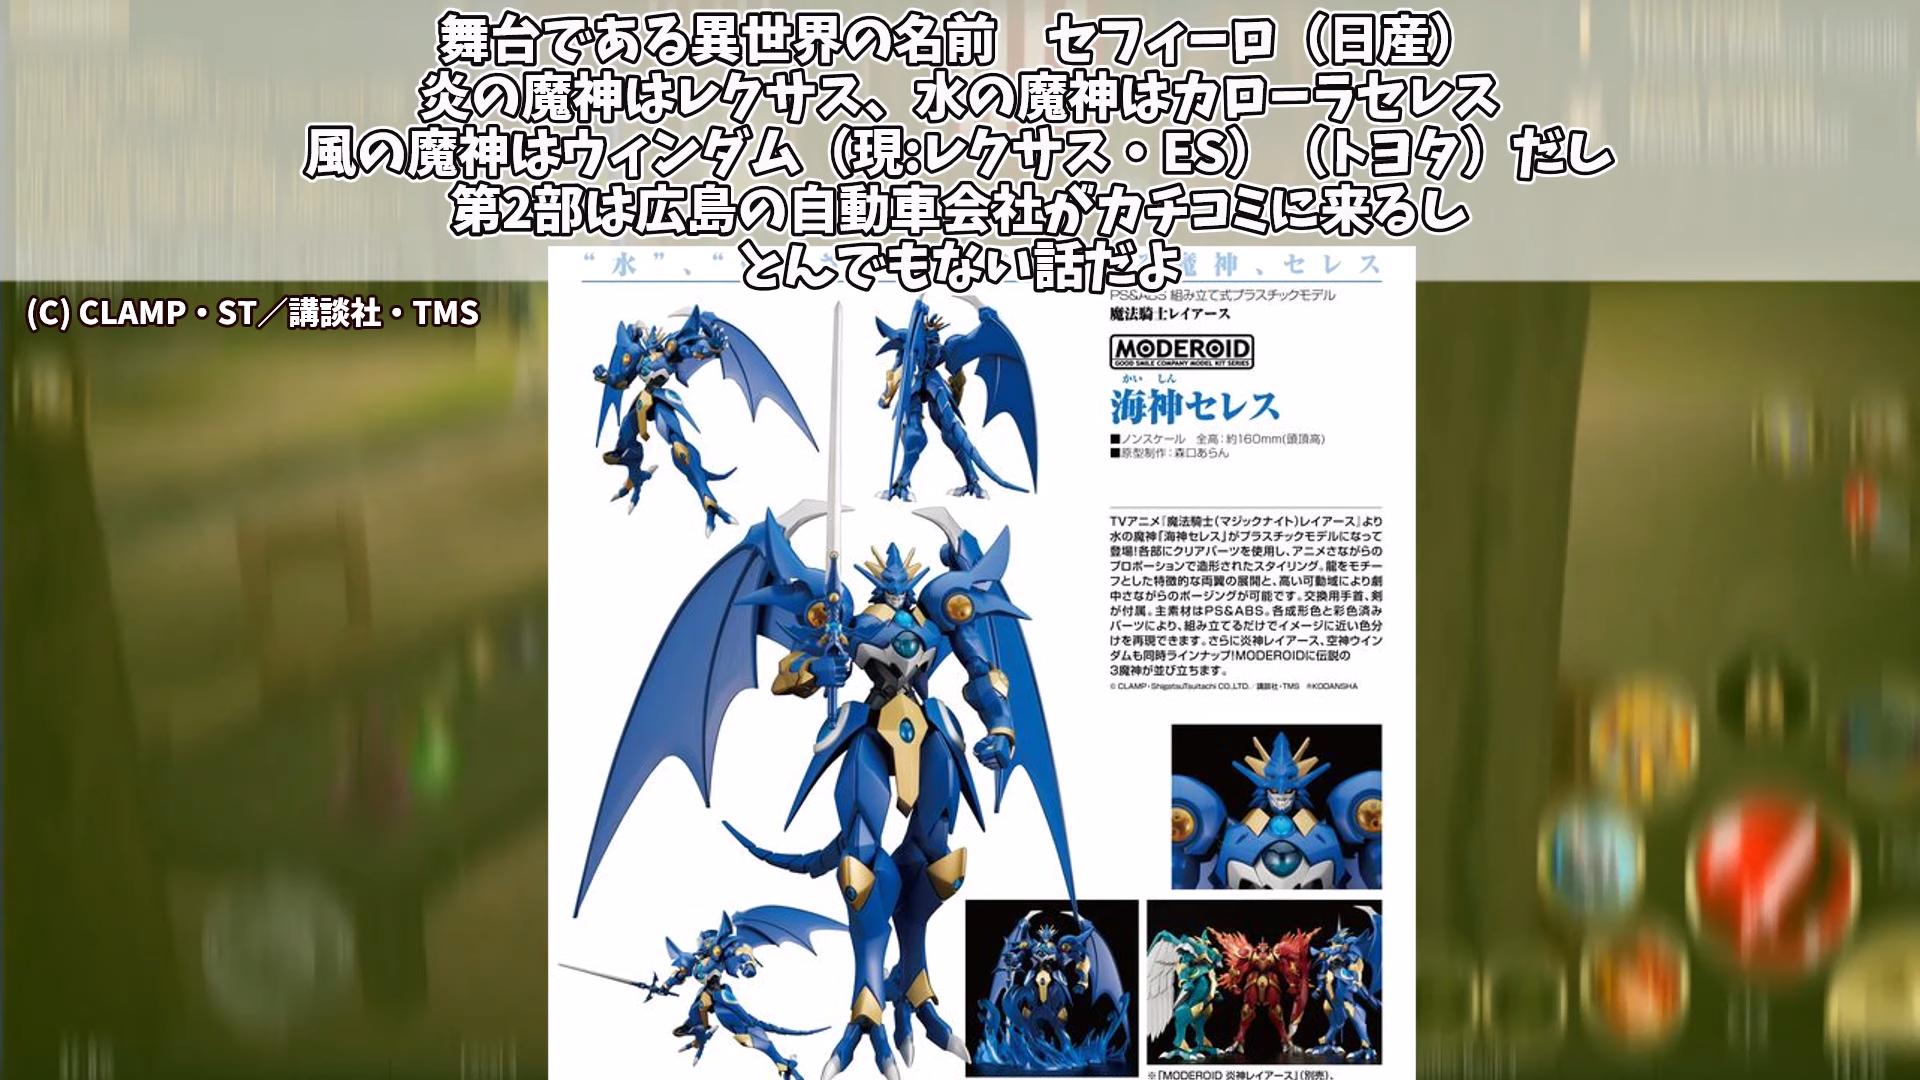 舞台である異世界の名前　セフィーロ（日産）
炎の魔神はレクサス、水の魔神はカローラセレス
風の魔神はウィンダム（現:レクサス・ES）（トヨタ）だし
第2部は広島の自動車会社がカチコミに来るし
とんでもない話だよ
“水”、“
魔神、セレス
(C) CLAMP・ST／講談社・TMS
PS&ABS 組み立て式プラスチックモデル
魔法騎士レイアース
MODEROID
GOOD SMILE COMPANY MODEL KIT SERIES
かいしん
海神セレス
■ノンスケール　全高：約160mm(頭頂高)
■原型制作：森口あらん
TVアニメ『魔法騎士(マジックナイト)レイアース』より
水の魔神「海神セレス」がプラスチックモデルになって
登場!各部にクリアパーツを使用し、アニメさながらの
プロポーションで造形されたスタイリング。龍をモチー
フとした特徴的な両翼の展開と、高い可動域により劇
中さながらのポージングが可能です。交換用手首、剣
が付属。主素材はPS&ABS。各成形色と彩色済み
パーツにより、組み立てるだけでイメージに近い色分
けを再現できます。さらに炎神レイアース、空神ウイン
ダムも同時ラインナップ!MODEROIDに伝説の
3魔神が並び立ちます。
© CLAMP・ShigatsuTsuitachi CO.,LTD.／講談社・TMS ®KODANSHA
※「MODEROID 炎神レイアース」(別売)、